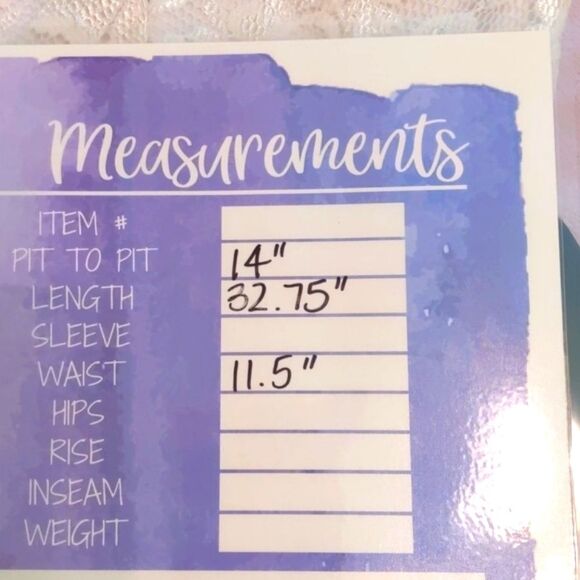 Measurements
ITEM #
PIT TO PIT 14"
LENGTH 32.75"
SLEEVE
WAIST 11.5"
HIPS
RISE
INSEAM
WEIGHT